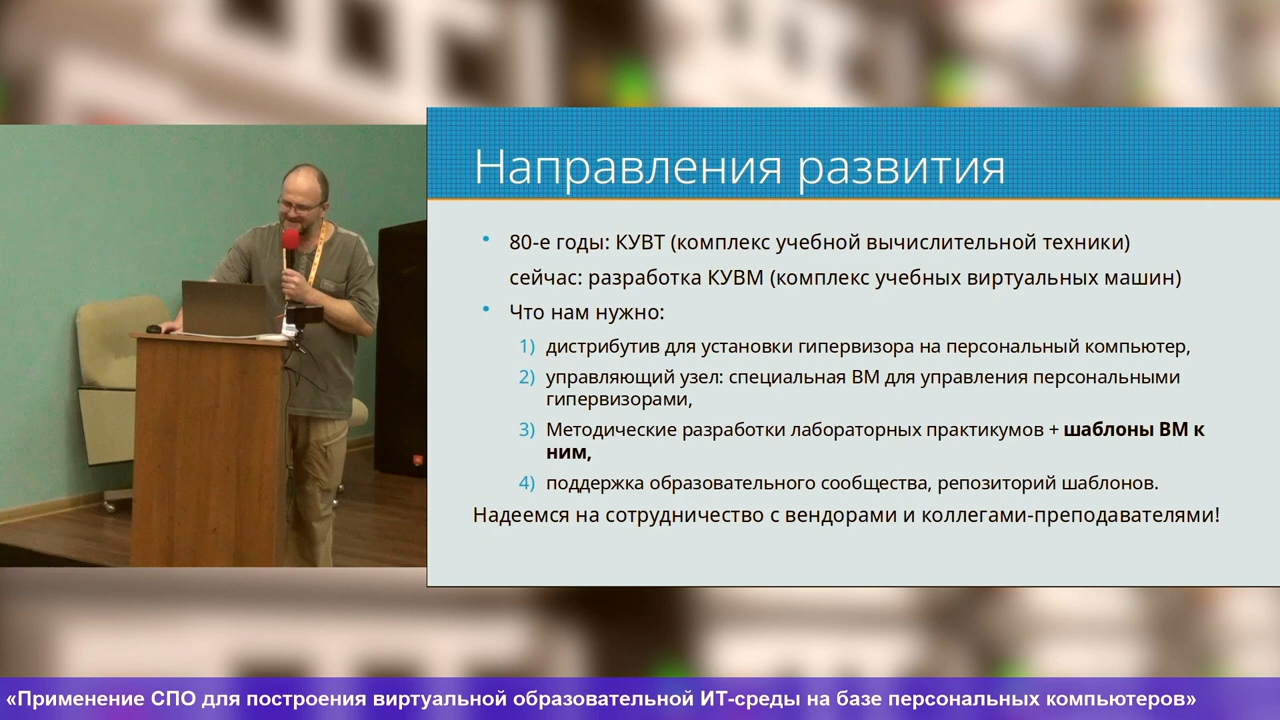 Направления развития
80-е годы: КУВТ (комплекс учебной вычислительной техники)
сейчас: разработка КУВМ (комплекс учебных виртуальных машин)
Что нам нужно:
1) дистрибутив для установки гипервизора на персональный компьютер,
2) управляющий узел: специальная ВМ для управления персональными
гипервизорами,
3) Методические разработки лабораторных практикумов + шаблоны ВМ к
ним,
4) поддержка образовательного сообщества, репозиторий шаблонов.
Надеемся на сотрудничество с вендорами и коллегами-преподавателями!
«Применение СПО для построения виртуальной образовательной ИТ-среды на базе персональных компьютеров»